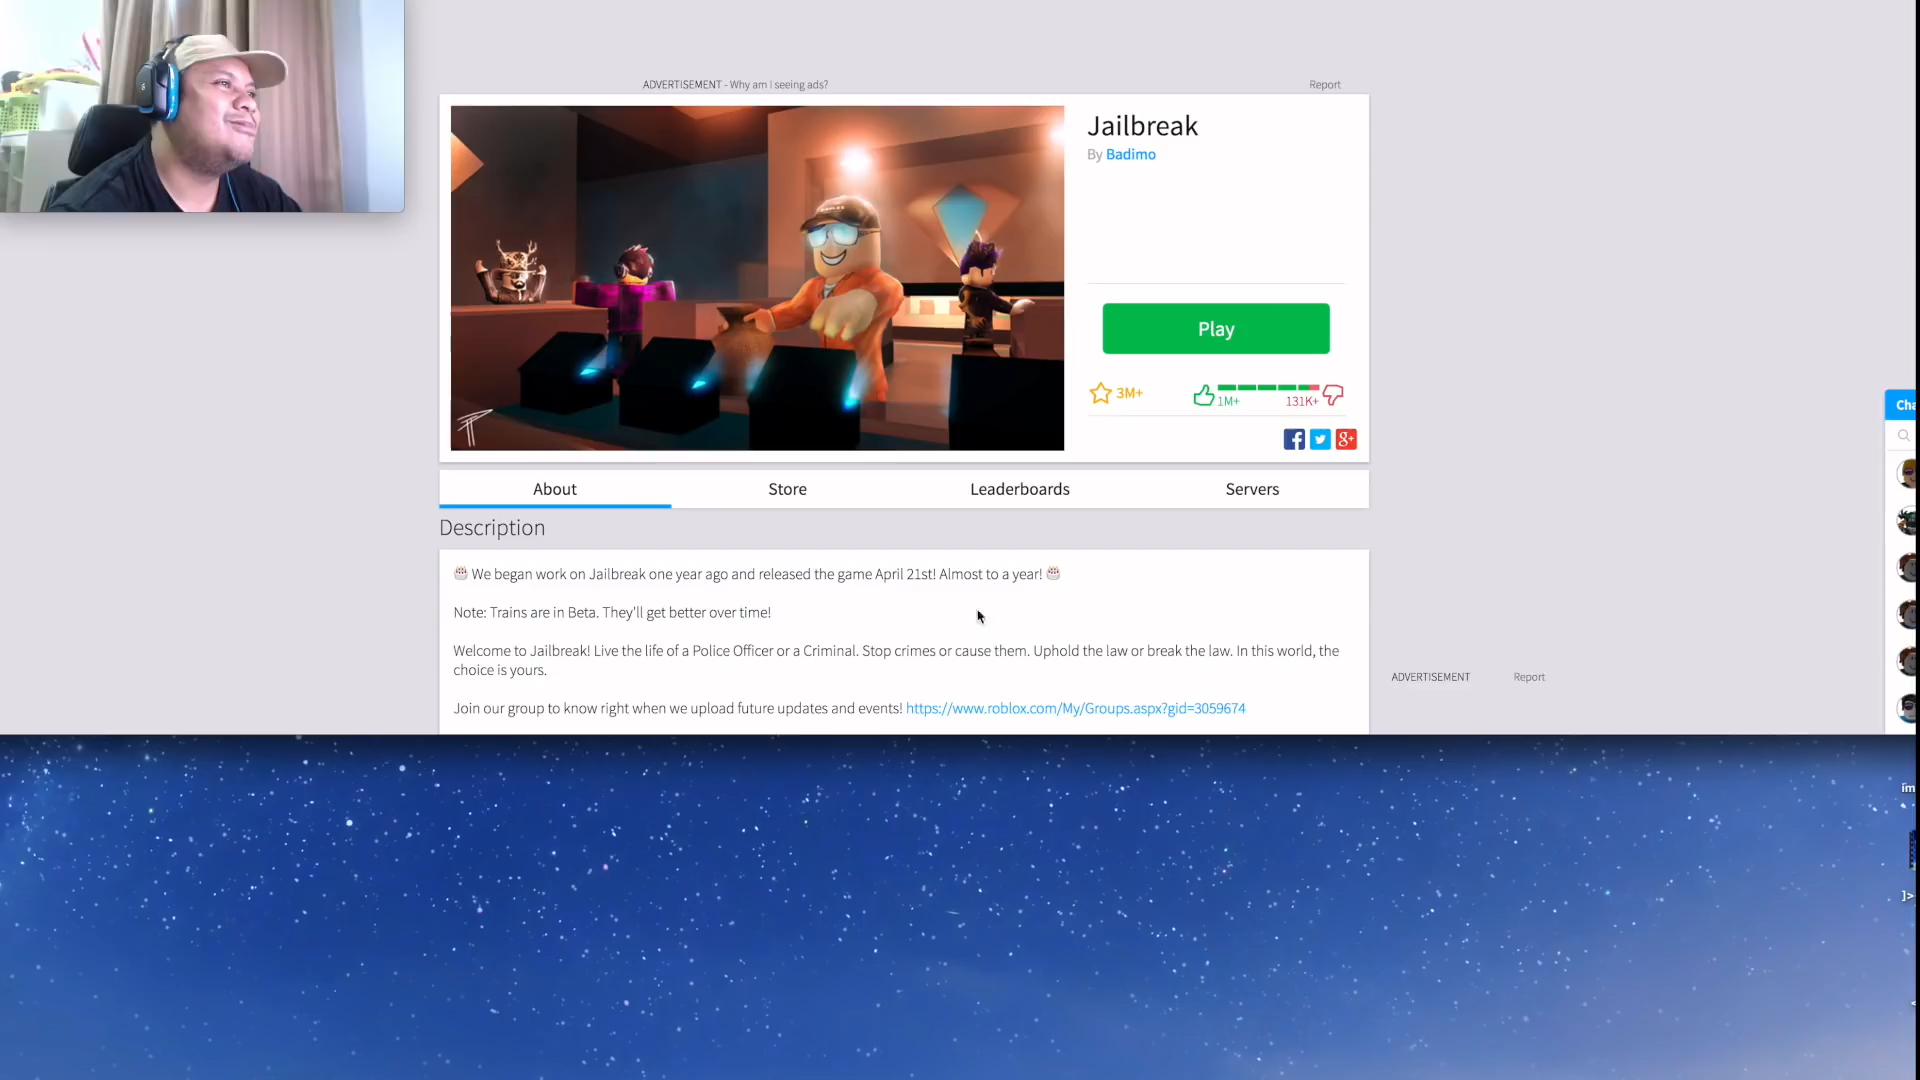 ADVERTISEMENT - Why am I seeing ads?
Report
Jailbreak
By Badimo
Play
3M+
1M+
131K+
About
Store
Leaderboards
Servers
Description
🎂 We began work on Jailbreak one year ago and released the game April 21st! Almost to a year! 🎂
Note: Trains are in Beta. They'll get better over time!
Welcome to Jailbreak! Live the life of a Police Officer or a Criminal. Stop crimes or cause them. Uphold the law or break the law. In this world, the
choice is yours.
Join our group to know right when we upload future updates and events! https://www.roblox.com/My/Groups.aspx?gid=3059674
ADVERTISEMENT
Report
Cha
im
]>